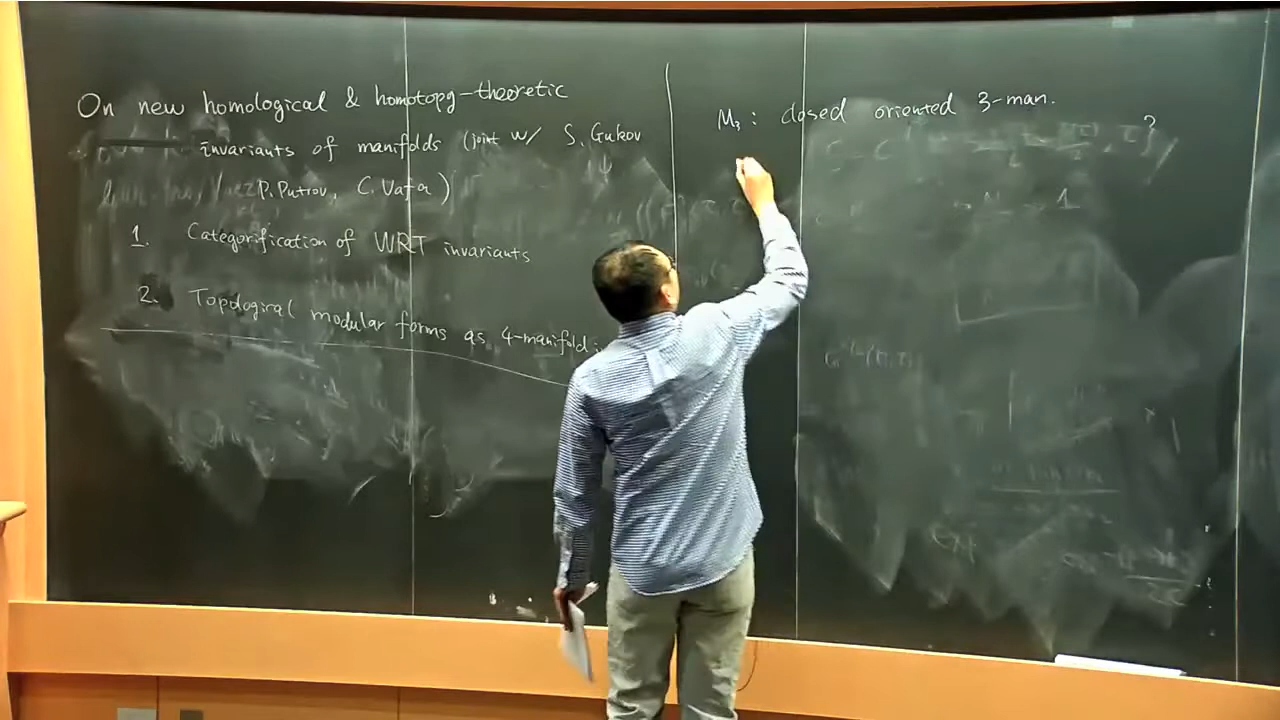 On new homological & homotopy-theoretic
invariants of manifolds (joint w/ S. Gukov
P. Putrov, C. Vafa)
1. Categorification of WRT invariants
2. Topological modular forms as 4-manifold
M₃ : closed oriented 3-man.